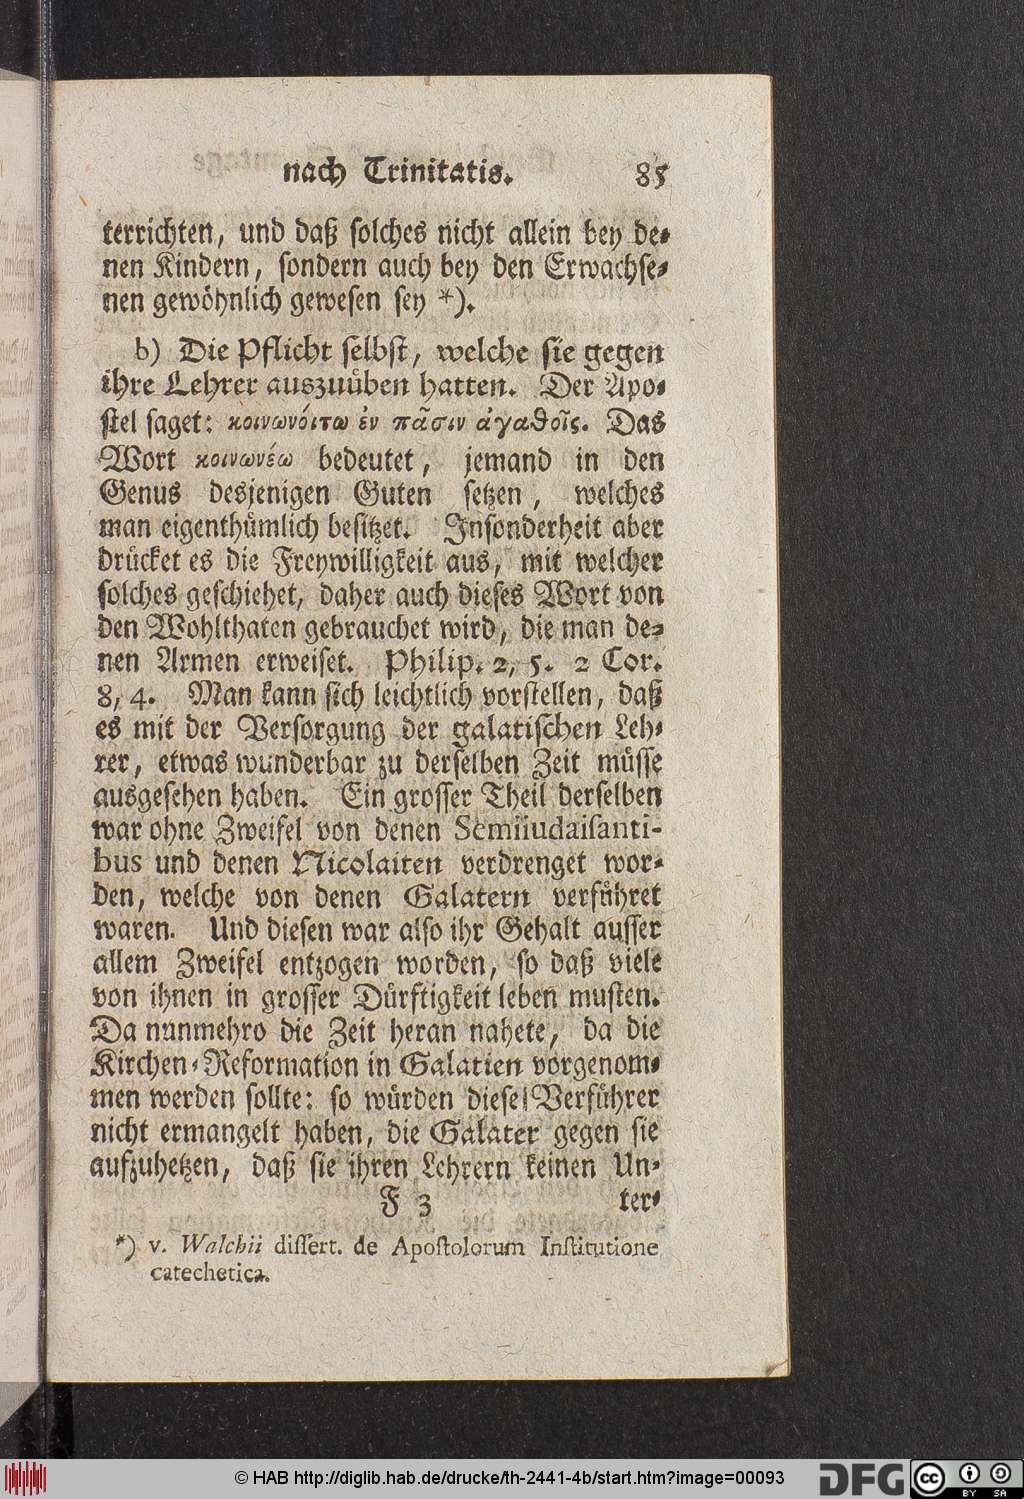 nach Trinitatis. 85
terrichten, und daß solches nicht allein bey de-
nen Kindern, sondern auch bey den Erwachse-
nen gewöhnlich gewesen sey *).
b) Die Pflicht selbst, welche sie gegen
ihre Lehrer auszuüben hatten. Der Apo-
stel saget: κοινωνόιτω ἐν πᾶσιν ἀγαθοῖς. Das
Wort κοινωνέω bedeutet, jemand in den
Genus desjenigen Guten setzen, welches
man eigenthümlich besitzet. Insonderheit aber
drücket es die Freywilligkeit aus, mit welcher
solches geschiehet, daher auch dieses Wort von
den Wohlthaten gebrauchet wird, die man de-
nen Armen erweiset. Philip. 2, 5. 2 Cor.
8, 4. Man kann sich leichtlich vorstellen, daß
es mit der Versorgung der galatischen Leh-
rer, etwas wunderbar zu derselben Zeit müsse
ausgesehen haben. Ein grosser Theil derselben
war ohne Zweifel von denen Semiiudaisanti-
bus und denen Nicolaiten verdrenget wor-
den, welche von denen Galatern verführet
waren. Und diesen war also ihr Gehalt ausser
allem Zweifel entzogen worden, so daß viele
von ihnen in grosser Dürftigkeit leben musten.
Da nunmehro die Zeit heran nahete, da die
Kirchen-Reformation in Galatien vorgenom-
men werden sollte: so würden diese Verführer
nicht ermangelt haben, die Galater gegen sie
aufzuhetzen, daß sie ihren Lehrern keinen Un-
F 3 ter-
*) v. Walchii dissert. de Apostolorum Institutione
catechetica.
© HAB http://diglib.hab.de/drucke/th-2441-4b/start.htm?image=00093
DFG cc BY SA